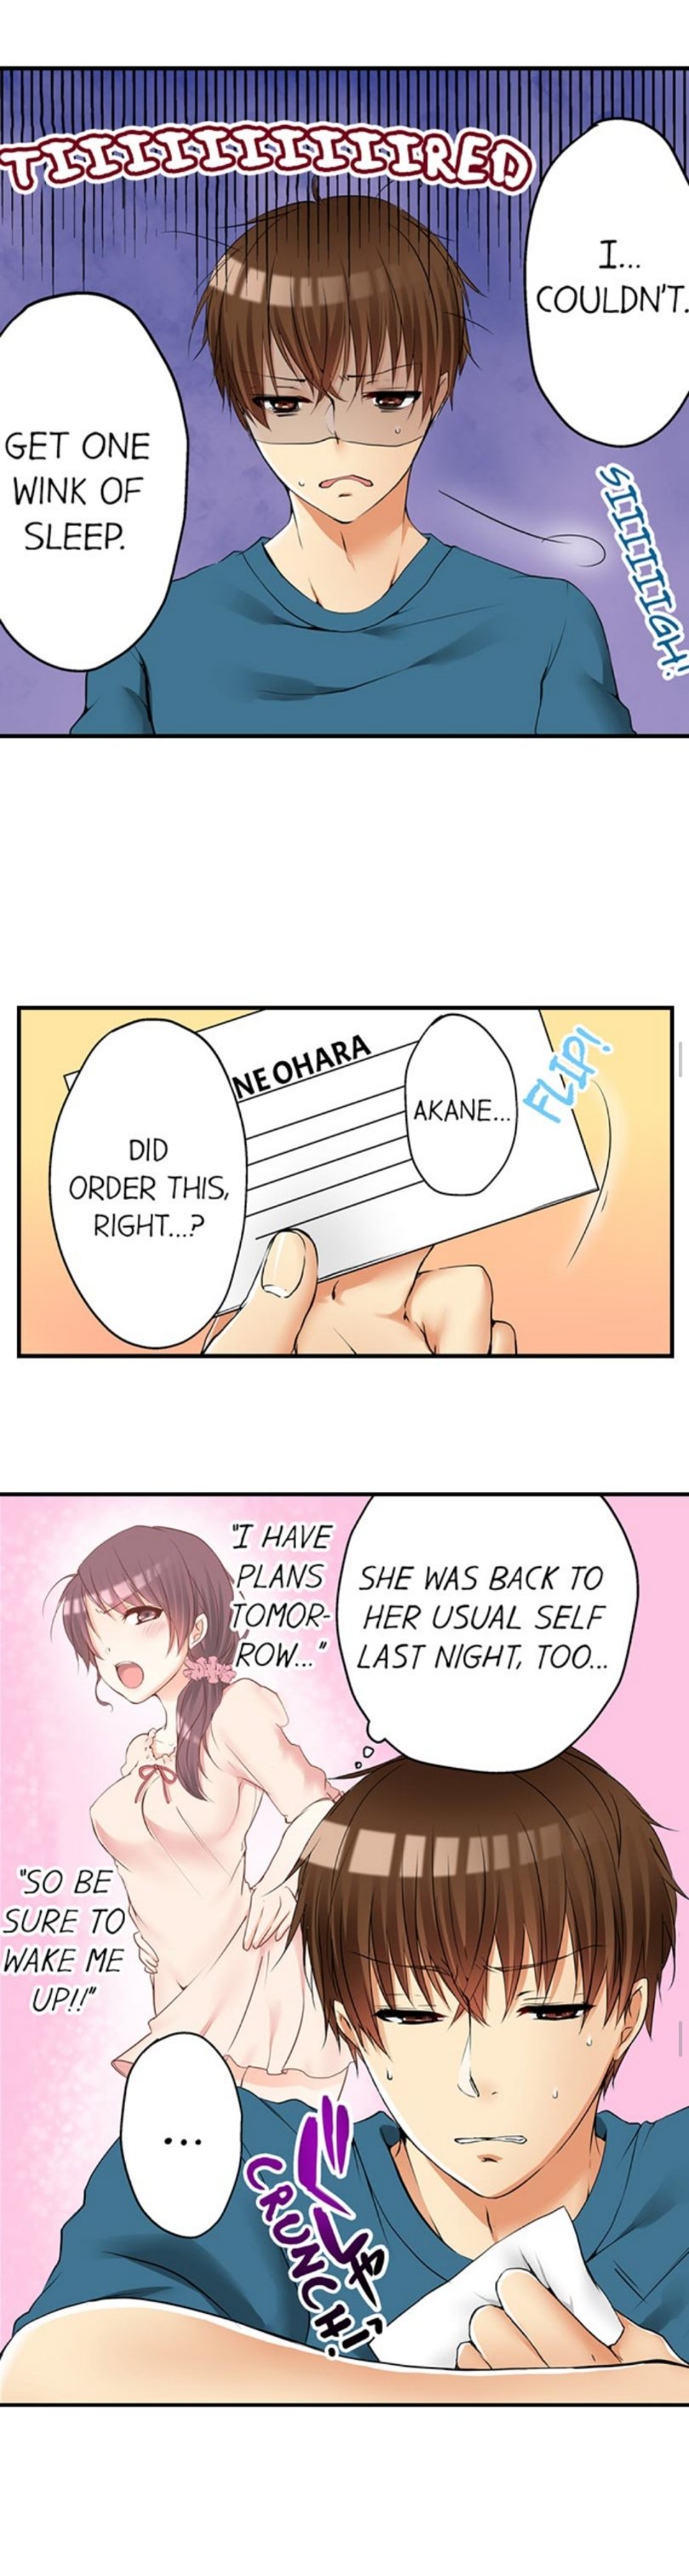 TIIIIIIIIIIIRED
I...
COULDN'T.
GET ONE
WINK OF
SLEEP.
SIIIIIIGH!
NE OHARA
AKANE...
FLIP!
DID
ORDER THIS,
RIGHT...?
"I HAVE
PLANS
TOMOR-
ROW..."
SHE WAS BACK TO
HER USUAL SELF
LAST NIGHT, TOO...
"SO BE
SURE TO
WAKE ME
UP!!"
...
CRUNCH!